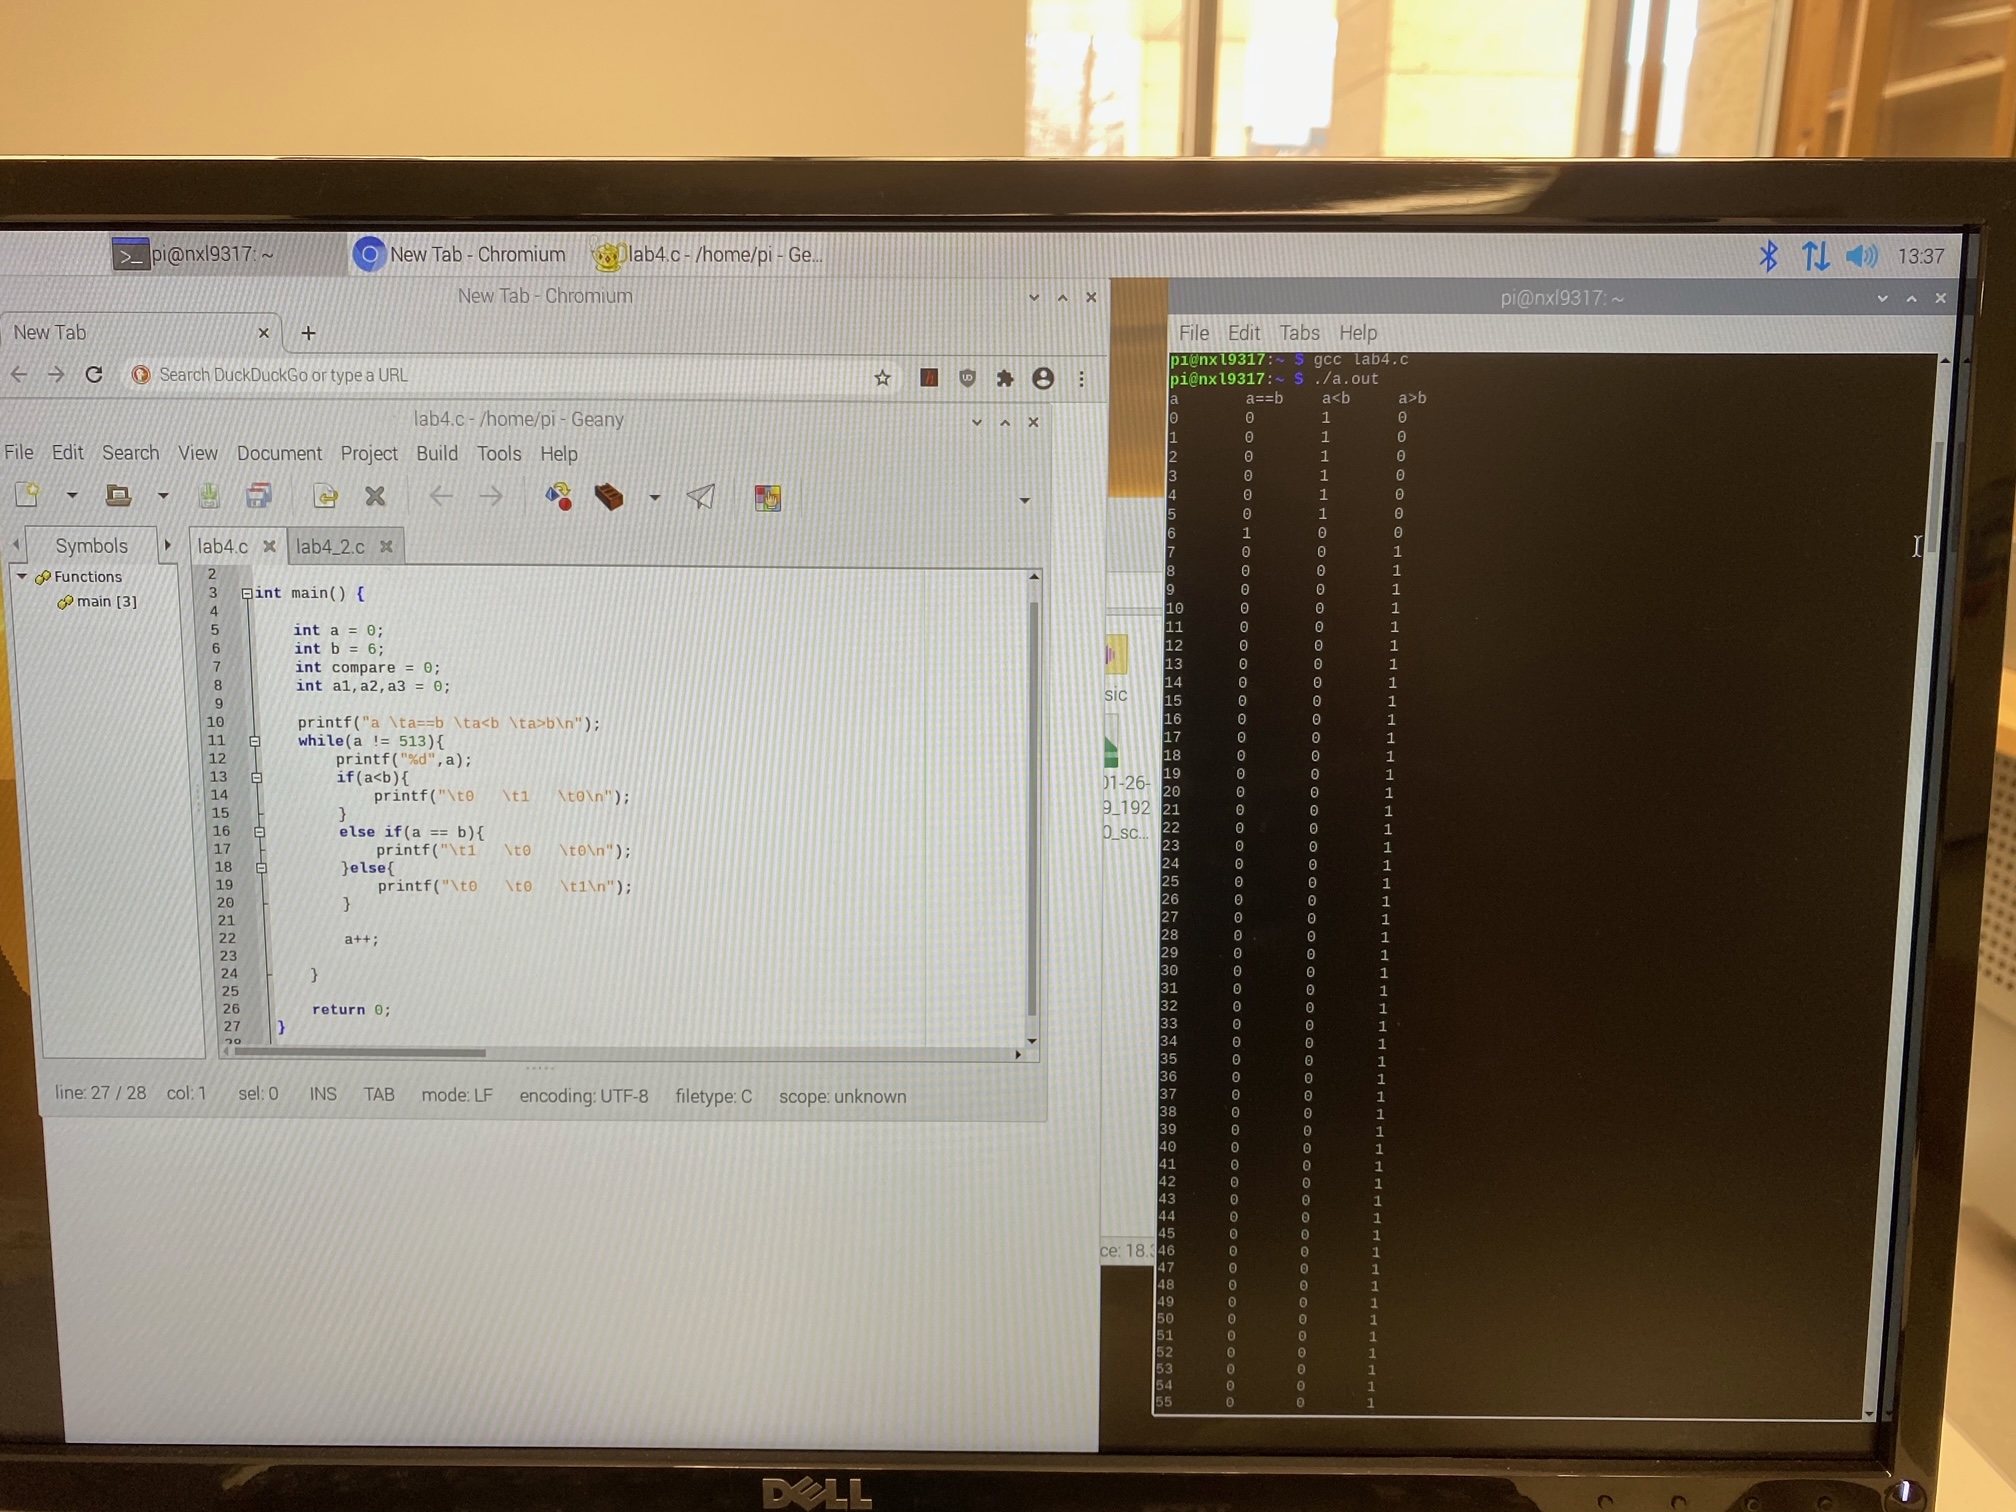 pi@nxl9317: ~ New Tab - Chromium lab4.c - /home/pi - Ge... 13:37
New Tab - Chromium
New Tab
Search DuckDuckGo or type a URL
lab4.c - /home/pi - Geany
File Edit Search View Document Project Build Tools Help
Symbols
Functions
main [3]
lab4.c lab4_2.c
2
3 int main() {
4
5 int a = 0;
6 int b = 6;
7 int compare = 0;
8 int a1,a2,a3 = 0;
9
10 printf("a \ta==b \ta<b \ta>b\n");
11 while(a != 513){
12 printf("%d",a);
13 if(a<b){
14 printf("\t0 \t1 \t0\n");
15 }
16 else if(a == b){
17 printf("\t1 \t0 \t0\n");
18 }else{
19 printf("\t0 \t0 \t1\n");
20 }
21
22 a++;
23
24 }
25
26 return 0;
27 }
28
line: 27 / 28 col: 1 sel: 0 INS TAB mode: LF encoding: UTF-8 filetype: C scope: unknown
sic
01-26-
9_192
0_sc...
ce: 18.
pi@nxl9317: ~
File Edit Tabs Help
pi@nxl9317:~ $ gcc lab4.c
pi@nxl9317:~ $ ./a.out
a a==b a<b a>b
0 0 1 0
1 0 1 0
2 0 1 0
3 0 1 0
4 0 1 0
5 0 1 0
6 1 0 0
7 0 0 1
8 0 0 1
9 0 0 1
10 0 0 1
11 0 0 1
12 0 0 1
13 0 0 1
14 0 0 1
15 0 0 1
16 0 0 1
17 0 0 1
18 0 0 1
19 0 0 1
20 0 0 1
21 0 0 1
22 0 0 1
23 0 0 1
24 0 0 1
25 0 0 1
26 0 0 1
27 0 0 1
28 0 0 1
29 0 0 1
30 0 0 1
31 0 0 1
32 0 0 1
33 0 0 1
34 0 0 1
35 0 0 1
36 0 0 1
37 0 0 1
38 0 0 1
39 0 0 1
40 0 0 1
41 0 0 1
42 0 0 1
43 0 0 1
44 0 0 1
45 0 0 1
46 0 0 1
47 0 0 1
48 0 0 1
49 0 0 1
50 0 0 1
51 0 0 1
52 0 0 1
53 0 0 1
54 0 0 1
55 0 0 1
DELL